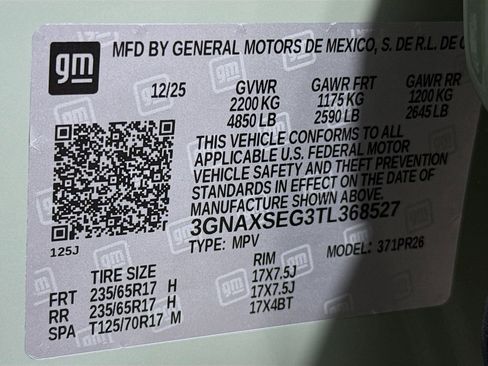 gm
MFD BY GENERAL MOTORS DE MEXICO, S. DE R.L. DE
12/25
GVWR GAWR FRT GAWR RR
2200 KG 1175 KG 1200 KG
4850 LB 2590 LB 2645 LB
THIS VEHICLE CONFORMS TO ALL
APPLICABLE U.S. FEDERAL MOTOR
VEHICLE SAFETY AND THEFT PREVENTION
STANDARDS IN EFFECT ON THE DATE OF
MANUFACTURE SHOWN ABOVE.
3GNAXSEG3TL368527
TYPE: MPV MODEL: 371PR26
125J
TIRE SIZE RIM
FRT 235/65R17 H 17X7.5J
RR 235/65R17 H 17X7.5J
SPA T125/70R17 M 17X4BT